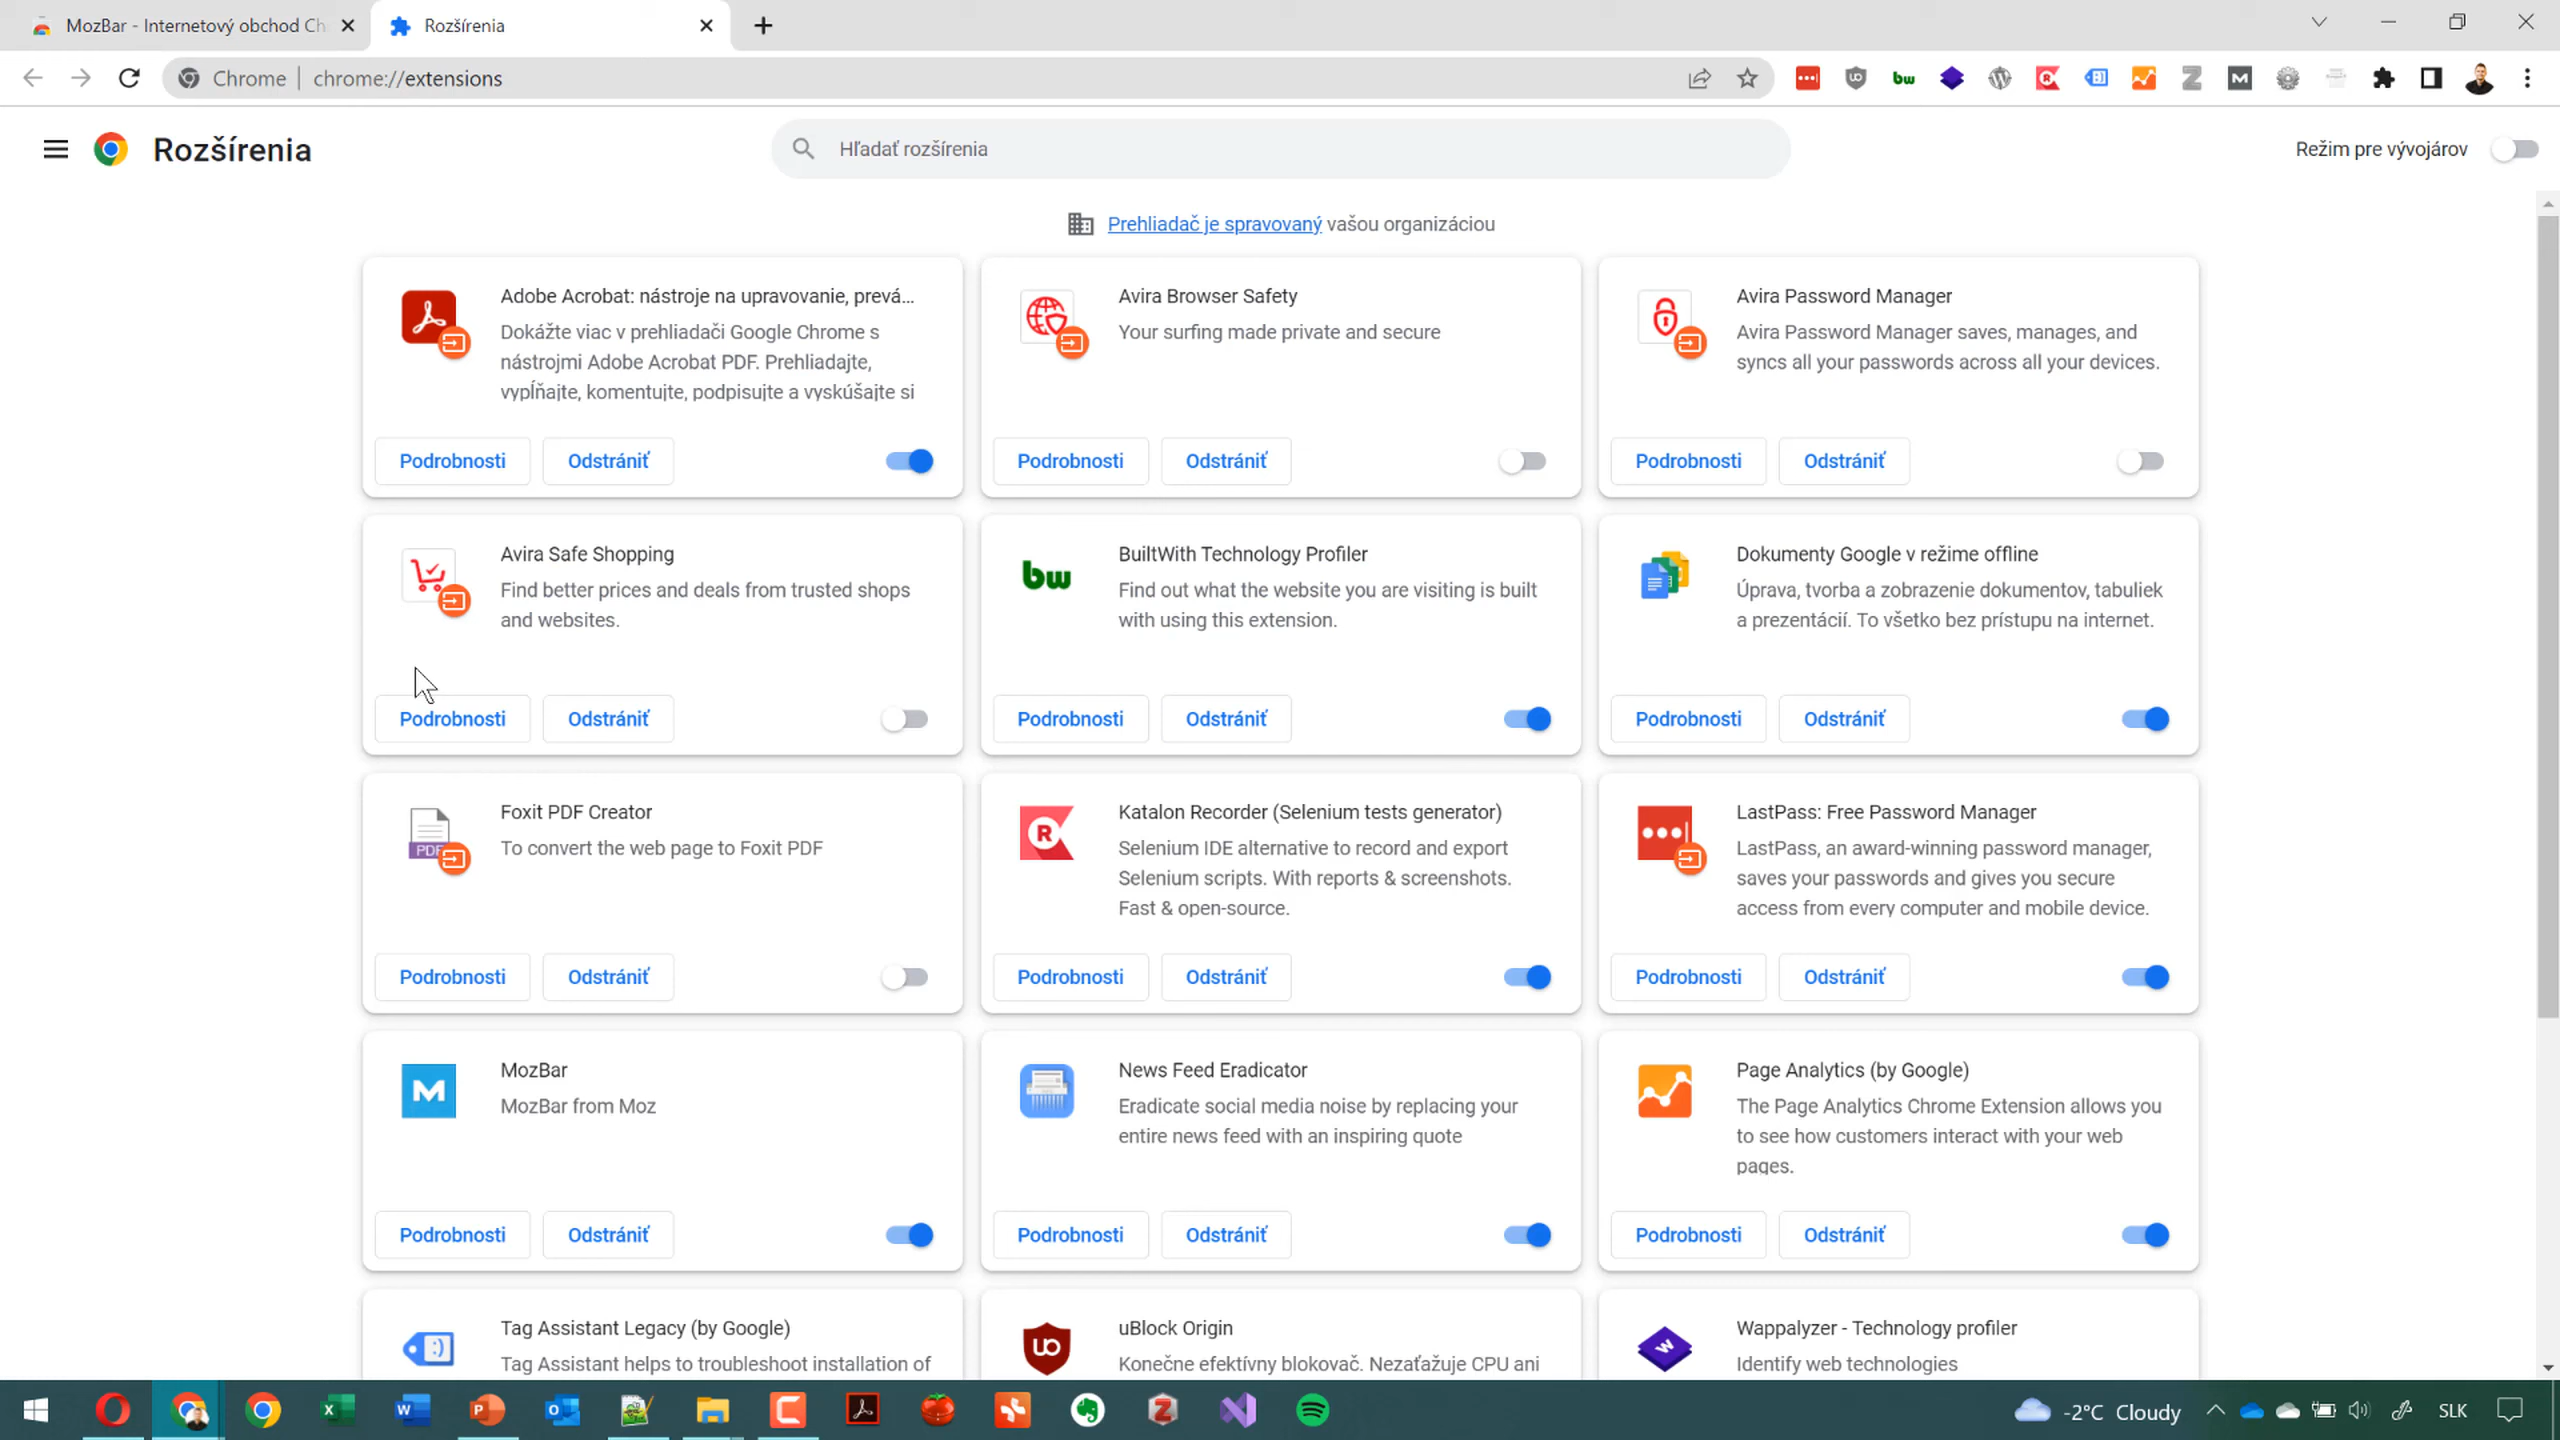 MozBar - Internetový obchod Ch
Rozšírenia
Chrome
chrome://extensions
bw
Rozšírenia
Hľadať rozšírenia
Režim pre vývojárov
Prehliadač je spravovaný vašou organizáciou
Adobe Acrobat: nástroje na upravovanie, prevá...
Dokážte viac v prehliadači Google Chrome s
nástrojmi Adobe Acrobat PDF. Prehliadajte,
vypĺňajte, komentujte, podpisujte a vyskúšajte si
Podrobnosti
Odstrániť
Avira Browser Safety
Your surfing made private and secure
Podrobnosti
Odstrániť
Avira Password Manager
Avira Password Manager saves, manages, and
syncs all your passwords across all your devices.
Podrobnosti
Odstrániť
Avira Safe Shopping
Find better prices and deals from trusted shops
and websites.
Podrobnosti
Odstrániť
bw
BuiltWith Technology Profiler
Find out what the website you are visiting is built
with using this extension.
Podrobnosti
Odstrániť
Dokumenty Google v režime offline
Úprava, tvorba a zobrazenie dokumentov, tabuliek
a prezentácií. To všetko bez prístupu na internet.
Podrobnosti
Odstrániť
PDF
Foxit PDF Creator
To convert the web page to Foxit PDF
Podrobnosti
Odstrániť
R
Katalon Recorder (Selenium tests generator)
Selenium IDE alternative to record and export
Selenium scripts. With reports & screenshots.
Fast & open-source.
Podrobnosti
Odstrániť
LastPass: Free Password Manager
LastPass, an award-winning password manager,
saves your passwords and gives you secure
access from every computer and mobile device.
Podrobnosti
Odstrániť
M
MozBar
MozBar from Moz
Podrobnosti
Odstrániť
News Feed Eradicator
Eradicate social media noise by replacing your
entire news feed with an inspiring quote
Podrobnosti
Odstrániť
Page Analytics (by Google)
The Page Analytics Chrome Extension allows you
to see how customers interact with your web
pages.
Podrobnosti
Odstrániť
Tag Assistant Legacy (by Google)
Tag Assistant helps to troubleshoot installation of
uBlock Origin
Konečne efektívny blokovač. Nezaťažuje CPU ani
Wappalyzer - Technology profiler
Identify web technologies
-2°C Cloudy
SLK